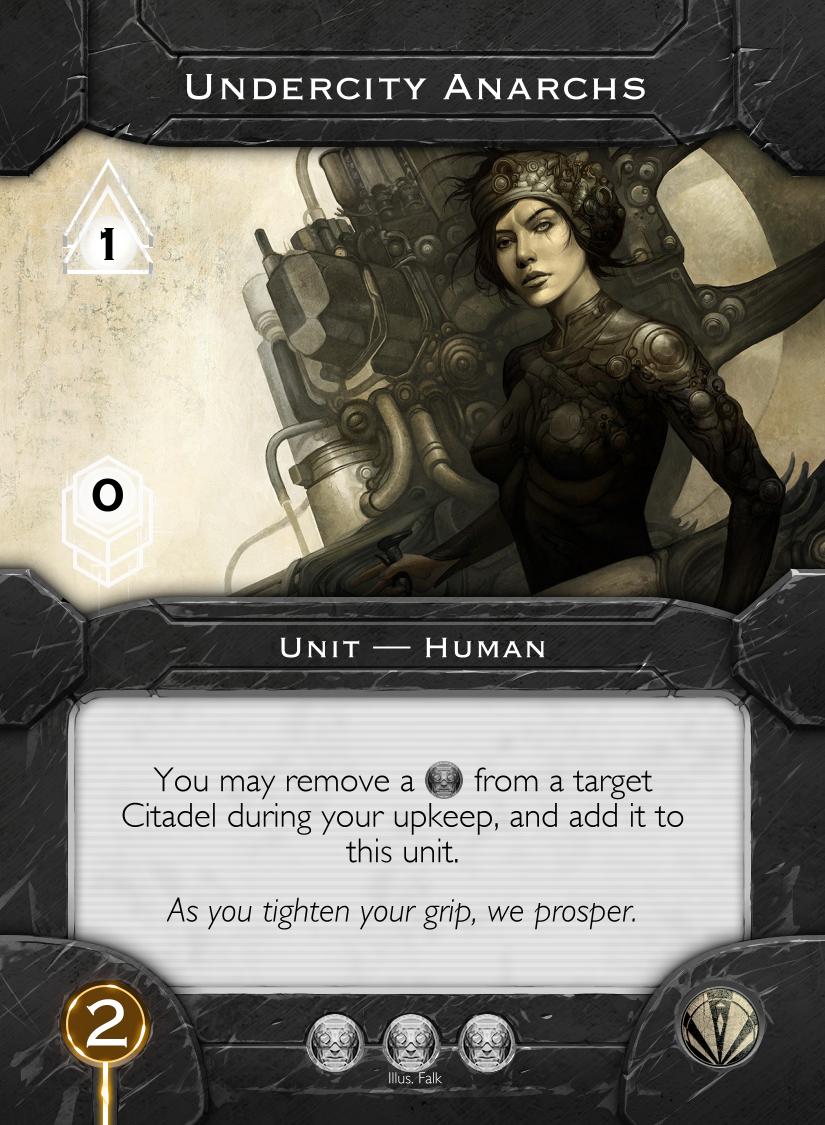 Undercity Anarchs
1
0
Unit — Human
You may remove a from a target
Citadel during your upkeep, and add it to
this unit.
As you tighten your grip, we prosper.
2
Illus. Falk